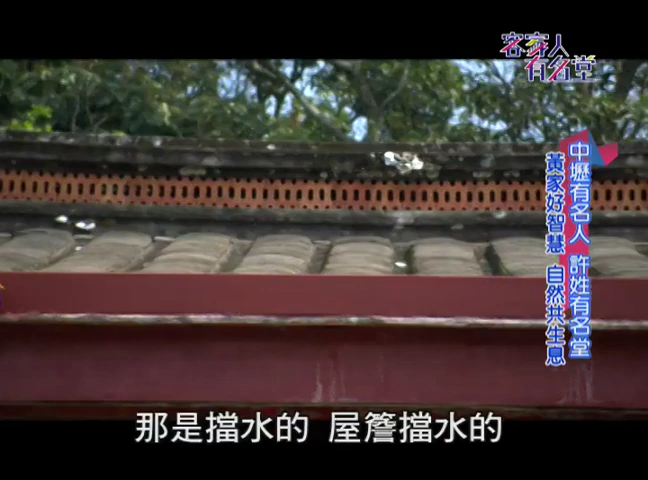 客家人
有名堂
中壢有名人 許姓有名堂
黃家好智慧 自然共生息
那是擋水的 屋簷擋水的